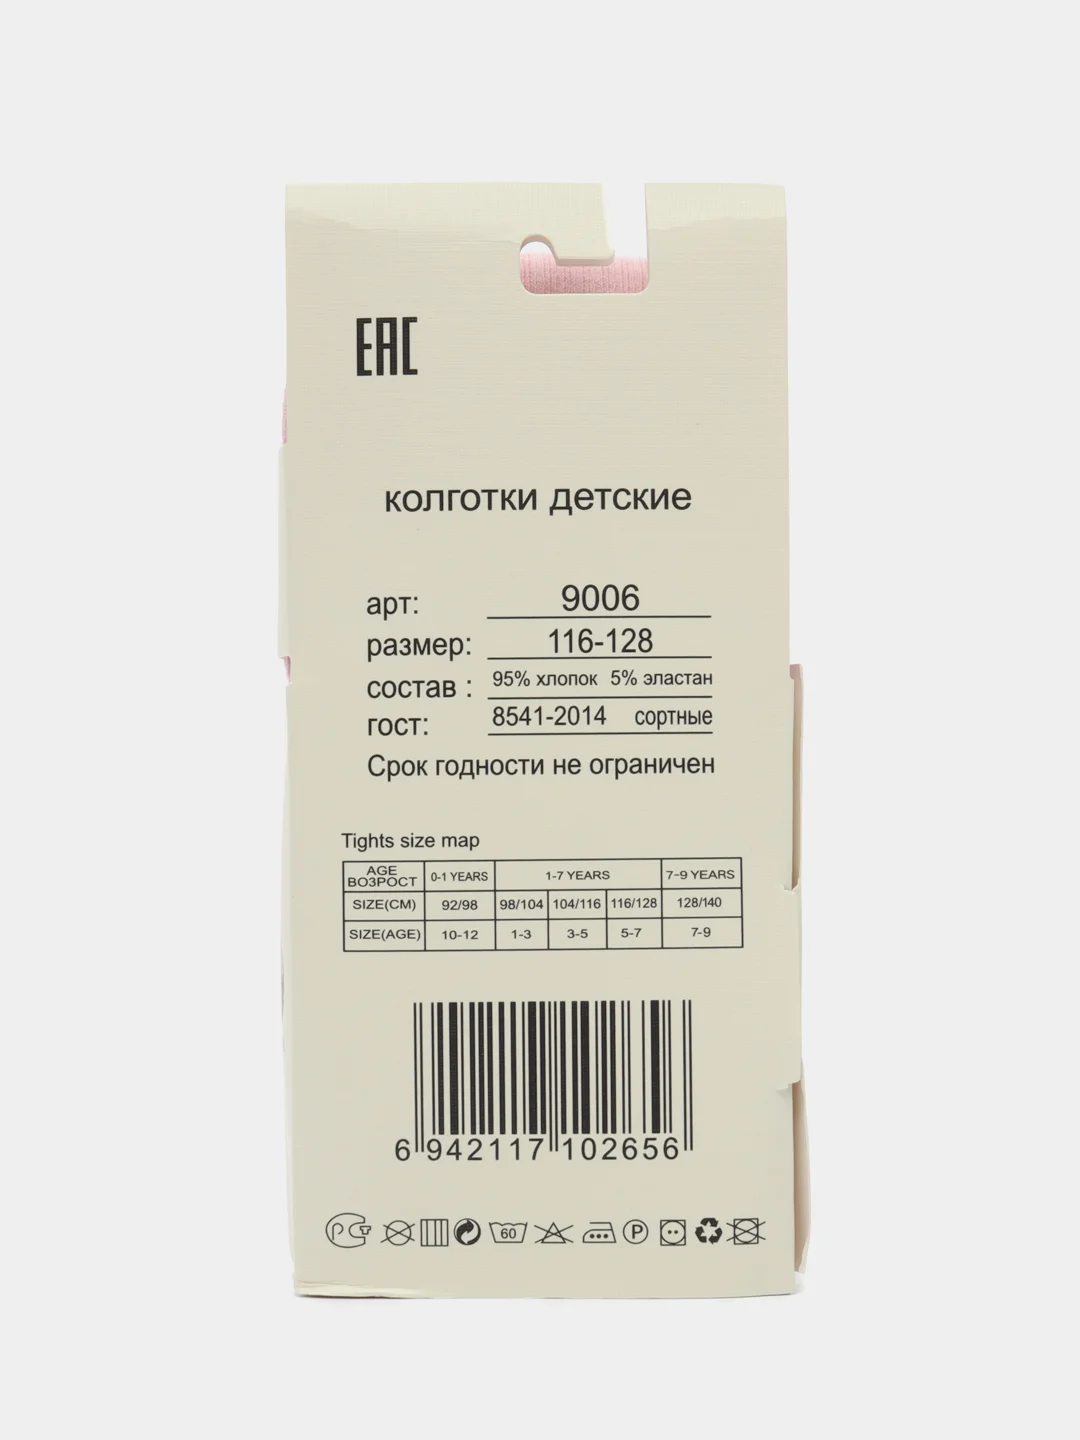 EAC
колготки детские
арт: 9006
размер: 116-128
состав : 95% хлопок 5% эластан
гост: 8541-2014 сортные
Срок годности не ограничен
Tights size map
AGE ВОЗРОСТ 0-1 YEARS 1-7 YEARS 7-9 YEARS
SIZE(CM) 92/98 98/104 104/116 116/128 128/140
SIZE(AGE) 10-12 1-3 3-5 5-7 7-9
6 942117 102656
РСТ 60 P